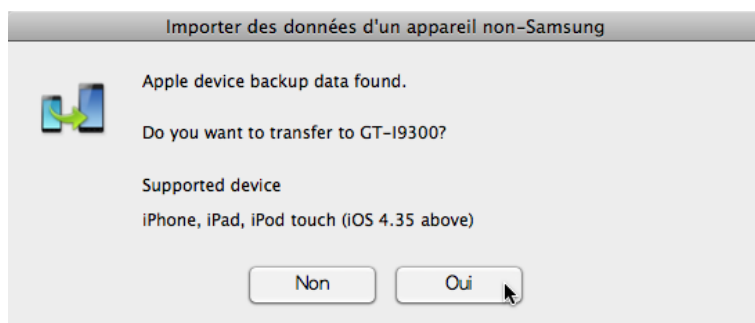 Importer des données d'un appareil non-Samsung
Apple device backup data found.
Do you want to transfer to GT-I9300?
Supported device
iPhone, iPad, iPod touch (iOS 4.35 above)
Non Oui